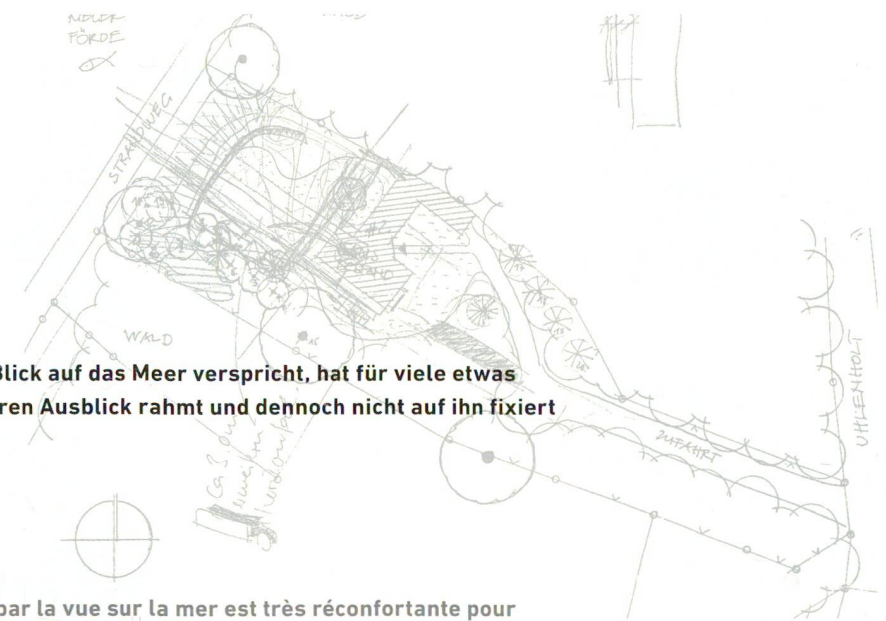 FÖRDE
STRANDWEG
WALD
Blick auf das Meer verspricht, hat für viele etwas
ren Ausblick rahmt und dennoch nicht auf ihn fixiert
ZUFAHRT
UHLENHOLT
par la vue sur la mer est très réconfortante pour